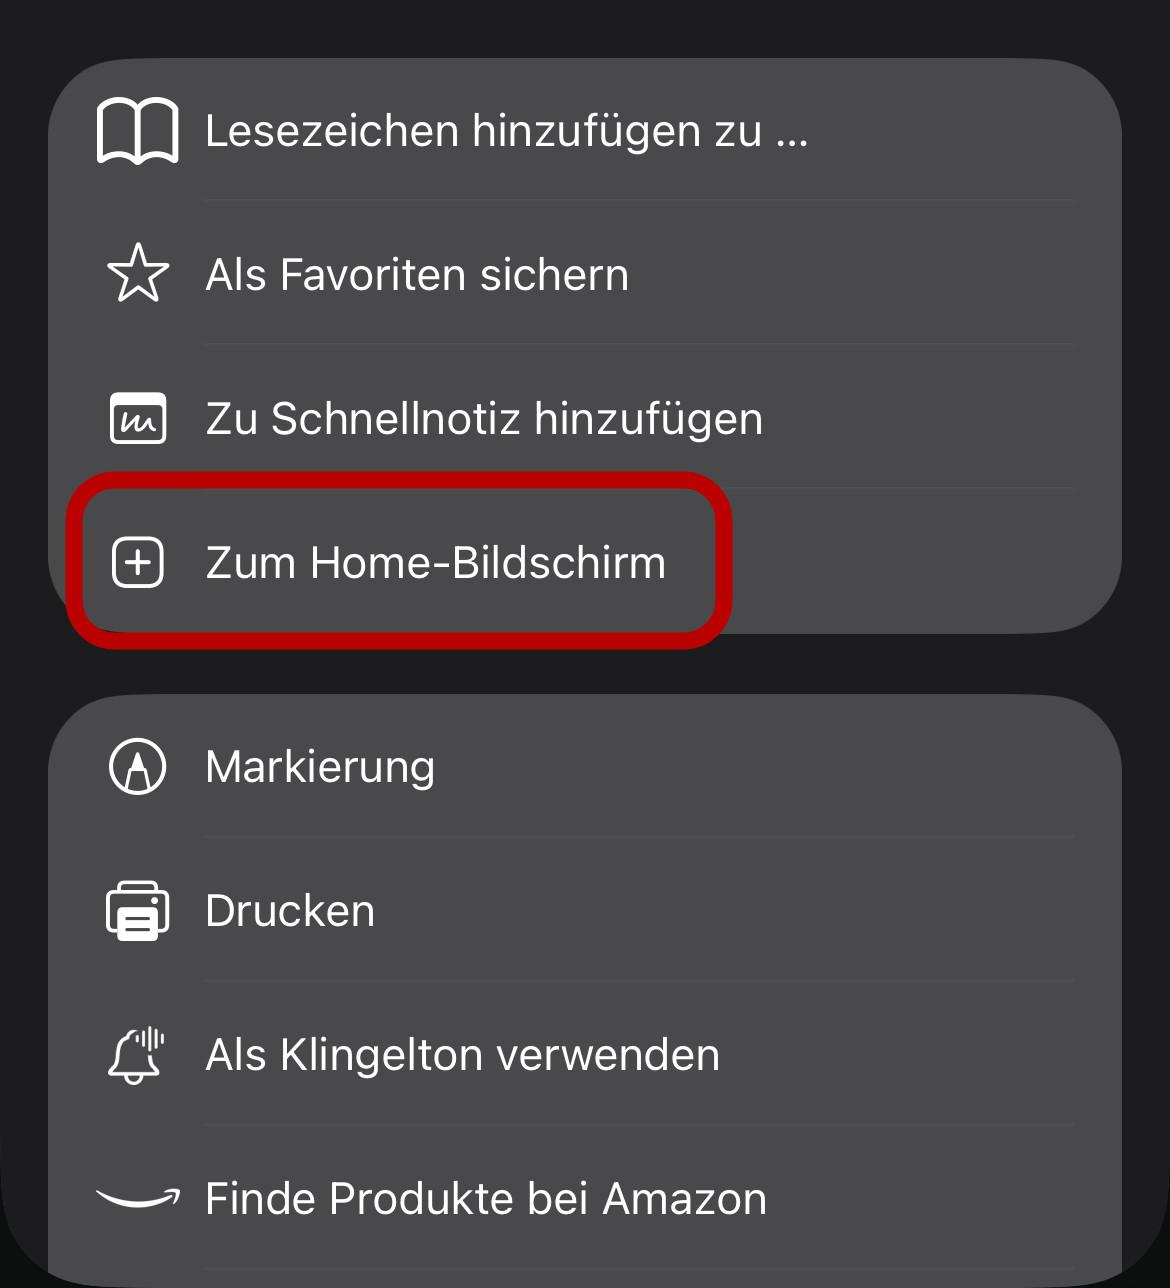 Lesezeichen hinzufügen zu ...
Als Favoriten sichern
Zu Schnellnotiz hinzufügen
Zum Home-Bildschirm
Markierung
Drucken
Als Klingelton verwenden
Finde Produkte bei Amazon